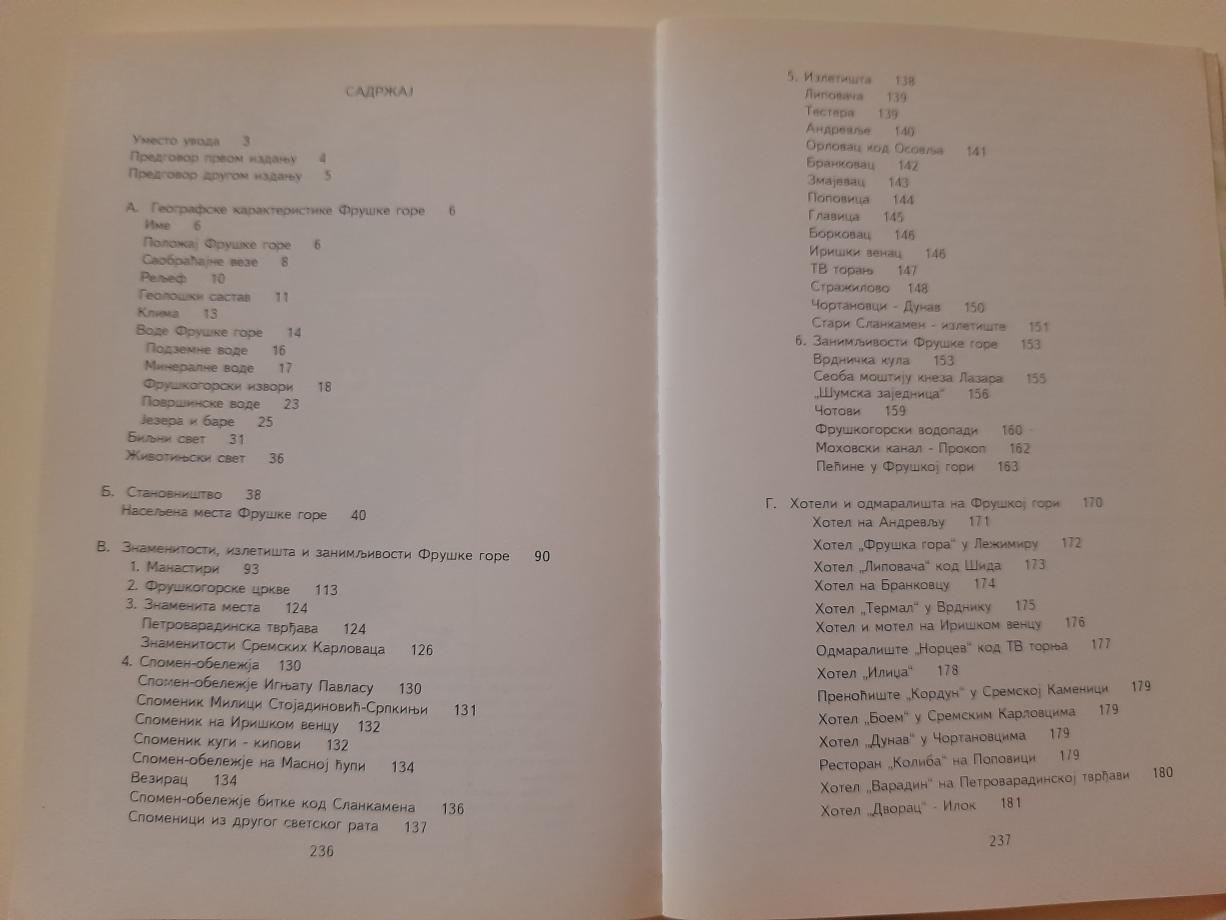 САДРЖАЈ
Уместо увода 3
Предговор првом издању 4
Предговор другом издању 5
А. Географске карактеристике Фрушке горе 6
Име 6
Положај Фрушке горе 6
Саобраћајне везе 8
Рељеф 10
Геолошки састав 11
Клима 13
Воде Фрушке горе 14
Подземне воде 16
Минералне воде 17
Фрушкогорски извори 18
Површинске воде 23
Језера и баре 25
Биљни свет 31
Животињски свет 36
Б. Становништво 38
Насељена места Фрушке горе 40
В. Знаменитости, излетишта и занимљивости Фрушке горе 90
1. Манастири 93
2. Фрушкогорске цркве 113
3. Знаменита места 124
Петроварадинска тврђава 124
Знаменитости Сремских Карловаца 126
4. Спомен-обележја 130
Спомен-обележје Игњату Павласу 130
Споменик Милици Стојадиновић-Српкињи 131
Споменик на Иришком венцу 132
Споменик куги - кипови 132
Спомен-обележје на Масној ћупи 134
Везирац 134
Спомен-обележје битке код Сланкамена 136
Споменици из другог светског рата 137
236
5. Излетишта 138
Липовача 139
Тестера 139
Андревље 140
Орловац код Осовља 141
Бранковац 142
Змајевац 143
Поповица 144
Главица 145
Борковац 146
Иришки венац 146
ТВ торањ 147
Стражилово 148
Чортановци - Дунав 150
Стари Сланкамен - излетиште 151
6. Занимљивости Фрушке горе 153
Врдничка кула 153
Сеоба моштију кнеза Лазара 155
„Шумска заједница“ 156
Чотови 159
Фрушкогорски водопади 160
Моховски канал - Прокоп 162
Пећине у Фрушкој гори 163
Г. Хотели и одмаралишта на Фрушкој гори 170
Хотел на Андревљу 171
Хотел „Фрушка гора“ у Лежимиру 172
Хотел „Липовача“ код Шида 173
Хотел на Бранковцу 174
Хотел „Термал“ у Врднику 175
Хотел и мотел на Иришком венцу 176
Одмаралиште „Норцев“ код ТВ торња 177
Хотел „Илиџа“ 178
Преноћиште „Кордун“ у Сремској Каменици 179
Хотел „Боем“ у Сремским Карловцима 179
Хотел „Дунав“ у Чортановцима 179
Ресторан „Колиба“ на Поповици 179
Хотел „Варадин“ на Петроварадинској тврђави 180
Хотел „Дворац“ - Илок 181
237